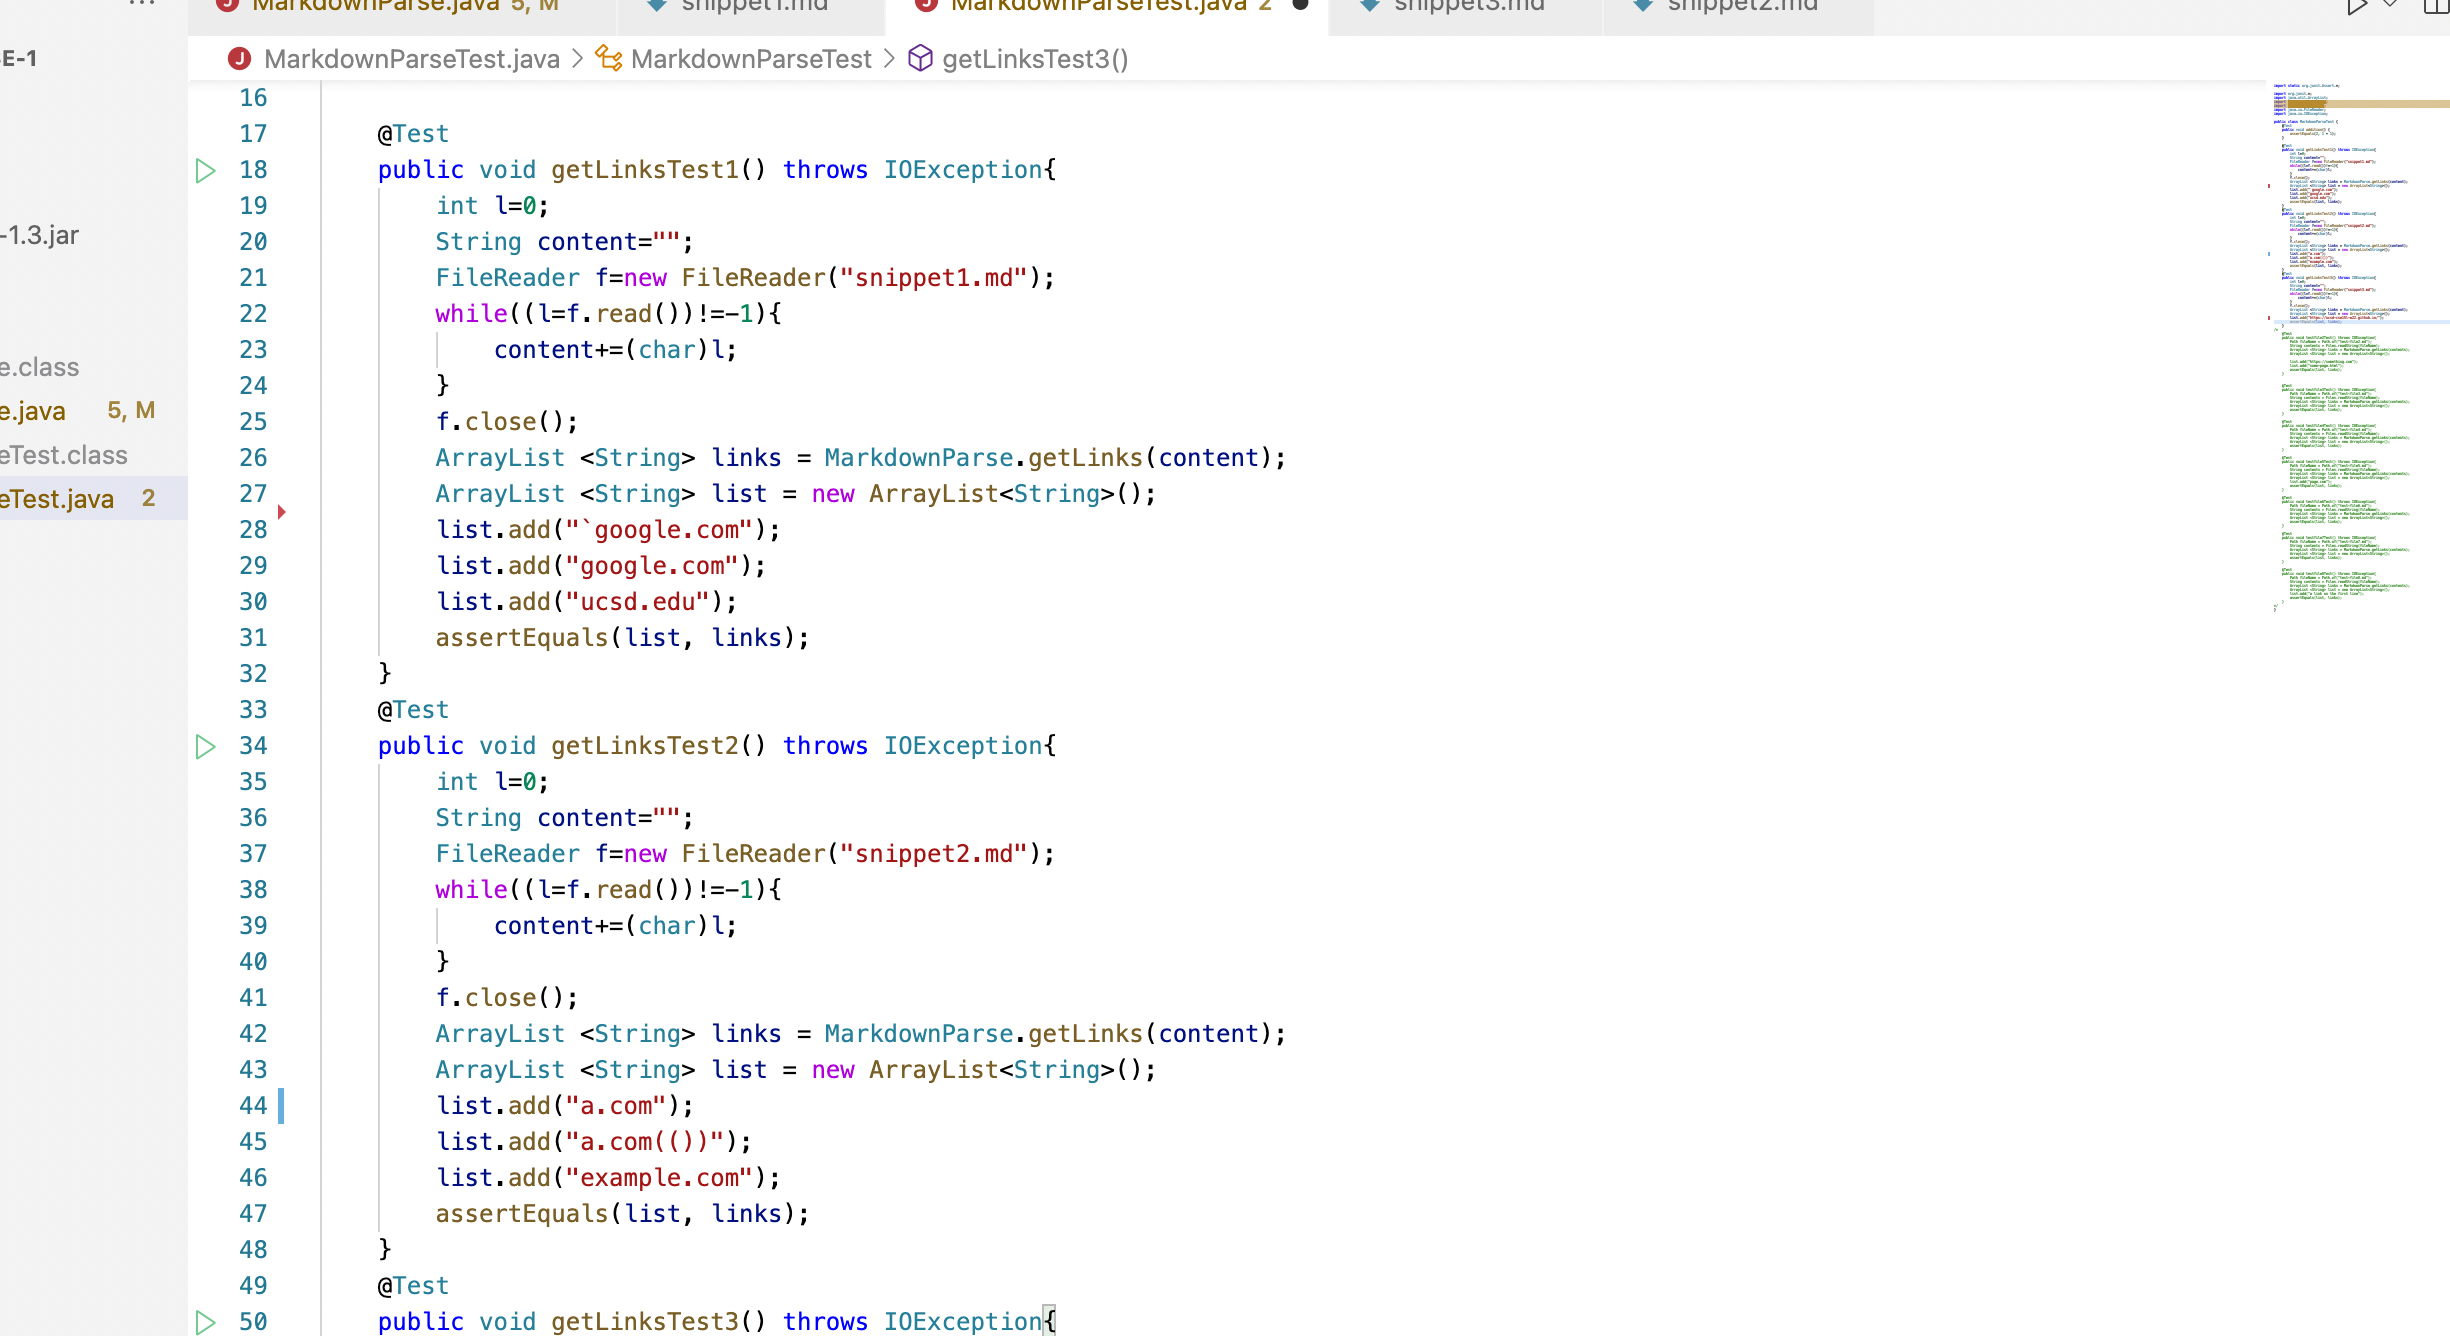 MarkdownParse.java 5, M snippet1.md MarkdownParseTest.java 2 snippet3.md snippet2.md
E-1
MarkdownParseTest.java > MarkdownParseTest > getLinksTest3()
-1.3.jar
e.class
e.java 5, M
eTest.class
eTest.java 2
16
17 @Test
18 public void getLinksTest1() throws IOException{
19 int l=0;
20 String content="";
21 FileReader f=new FileReader("snippet1.md");
22 while((l=f.read())!=-1){
23 content+=(char)l;
24 }
25 f.close();
26 ArrayList <String> links = MarkdownParse.getLinks(content);
27 ArrayList <String> list = new ArrayList<String>();
28 list.add("`google.com");
29 list.add("google.com");
30 list.add("ucsd.edu");
31 assertEquals(list, links);
32 }
33 @Test
34 public void getLinksTest2() throws IOException{
35 int l=0;
36 String content="";
37 FileReader f=new FileReader("snippet2.md");
38 while((l=f.read())!=-1){
39 content+=(char)l;
40 }
41 f.close();
42 ArrayList <String> links = MarkdownParse.getLinks(content);
43 ArrayList <String> list = new ArrayList<String>();
44 list.add("a.com");
45 list.add("a.com(())");
46 list.add("example.com");
47 assertEquals(list, links);
48 }
49 @Test
50 public void getLinksTest3() throws IOException{